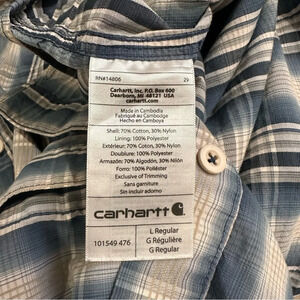 RN#14806 29
Carhartt, Inc. P.O. Box 600
Dearborn, MI 48121 USA
carhartt.com
Made in Cambodia
Fabriqué au Cambodge
Hecho en Camboya
Shell: 70% Cotton, 30% Nylon
Lining: 100% Polyester
Extérieur: 70% Coton, 30% Nylon
Doublure: 100% Polyester
Armazón: 70% Algodón, 30% Nilón
Forro: 100% Poliéster
Exclusive of Trimming
Sin incluir adorno
carhartt
101549 476
L Regular
G Régulière
G Regular